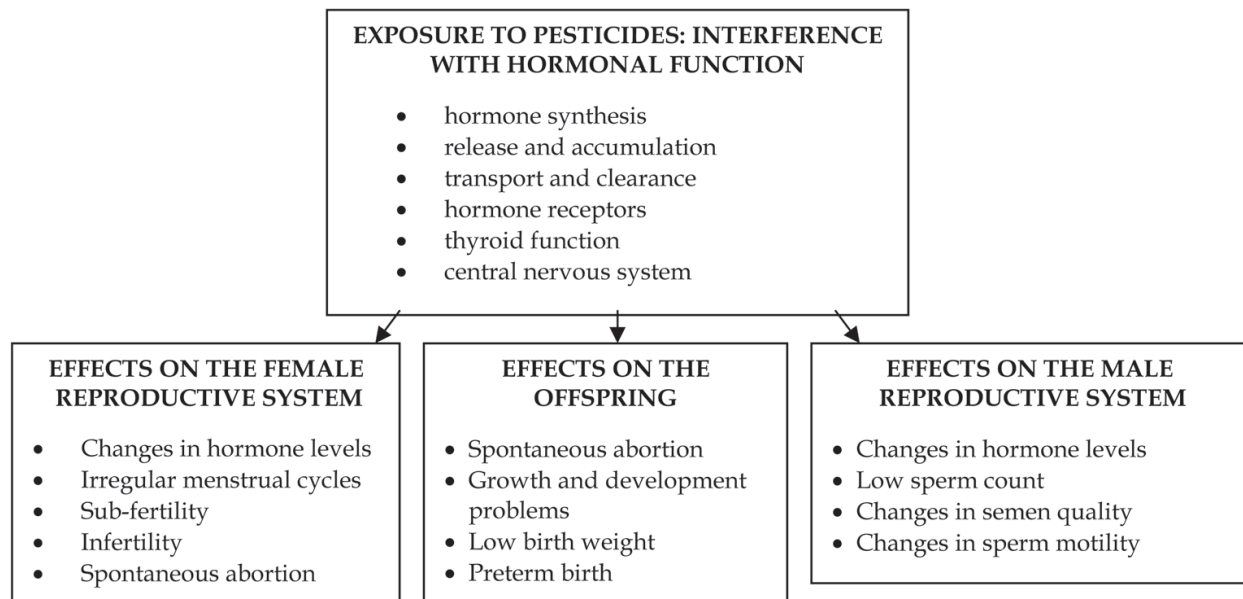 EXPOSURE TO PESTICIDES: INTERFERENCE
WITH HORMONAL FUNCTION
• hormone synthesis
• release and accumulation
• transport and clearance
• hormone receptors
• thyroid function
• central nervous system
EFFECTS ON THE FEMALE
REPRODUCTIVE SYSTEM
• Changes in hormone levels
• Irregular menstrual cycles
• Sub-fertility
• Infertility
• Spontaneous abortion
EFFECTS ON THE
OFFSPRING
• Spontaneous abortion
• Growth and development
problems
• Low birth weight
• Preterm birth
EFFECTS ON THE MALE
REPRODUCTIVE SYSTEM
• Changes in hormone levels
• Low sperm count
• Changes in semen quality
• Changes in sperm motility